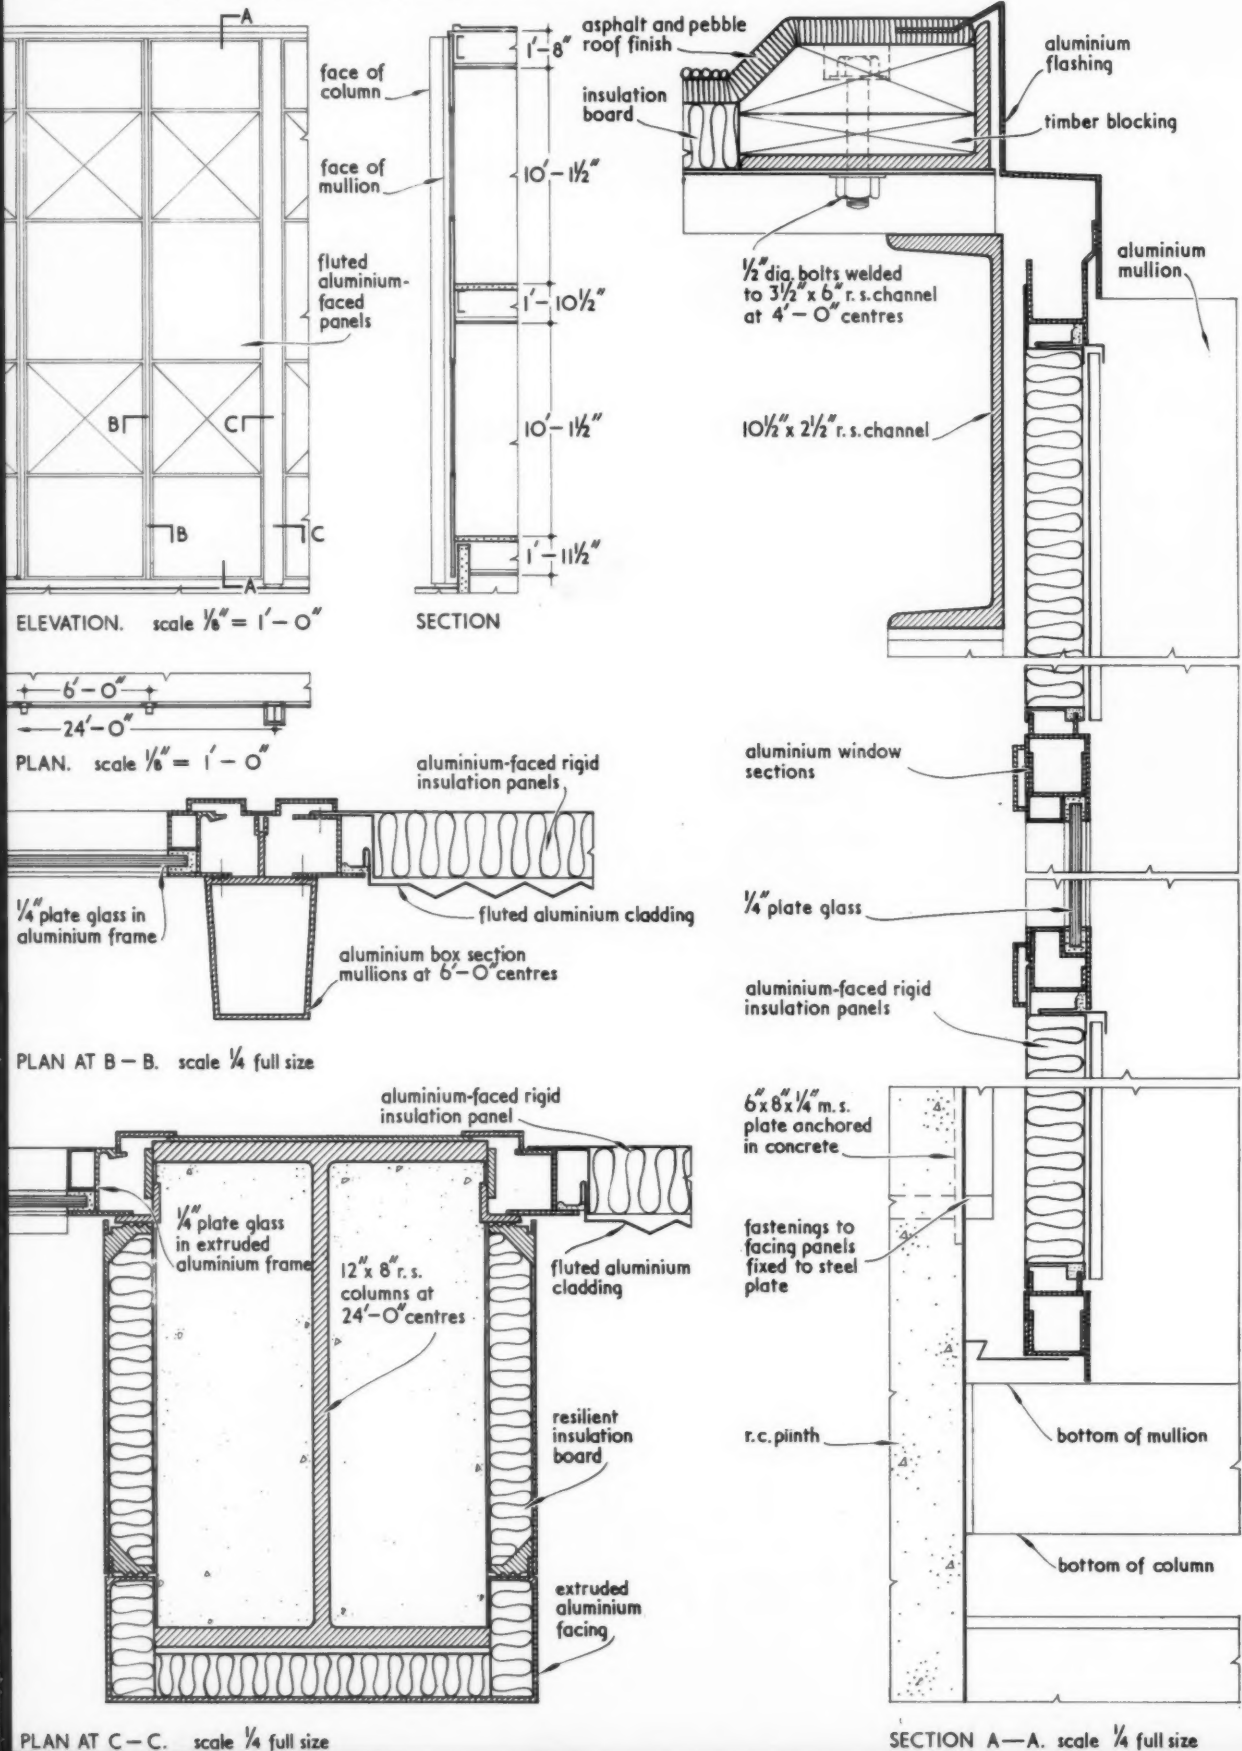 A
face of
column
face of
mullion
fluted
aluminium-
faced
panels
B
C
B
C
A
ELEVATION. scale ⅛" = 1'-0"
1'-8"
10'-1½"
1'-10½"
10'-1½"
1'-11½"
SECTION
6'-0"
24'-0"
PLAN. scale ⅛" = 1'-0"
aluminium-faced rigid
insulation panels
¼" plate glass in
aluminium frame
fluted aluminium cladding
aluminium box section
mullions at 6'-0" centres
PLAN AT B-B. scale ¼ full size
aluminium-faced rigid
insulation panel
¼" plate glass
in extruded
aluminium frame
12" x 8" r.s.
columns at
24'-0" centres
fluted aluminium
cladding
resilient
insulation
board
extruded
aluminium
facing
PLAN AT C-C. scale ¼ full size
asphalt and pebble
roof finish
insulation
board
aluminium
flashing
timber blocking
½" dia. bolts welded
to 3½" x 6" r.s. channel
at 4'-0" centres
aluminium
mullion
10½" x 2½" r.s. channel
aluminium window
sections
¼" plate glass
aluminium-faced rigid
insulation panels
6" x 8" x ¼" m.s.
plate anchored
in concrete
fastenings to
facing panels
fixed to steel
plate
r.c. plinth
bottom of mullion
bottom of column
SECTION A-A. scale ¼ full size